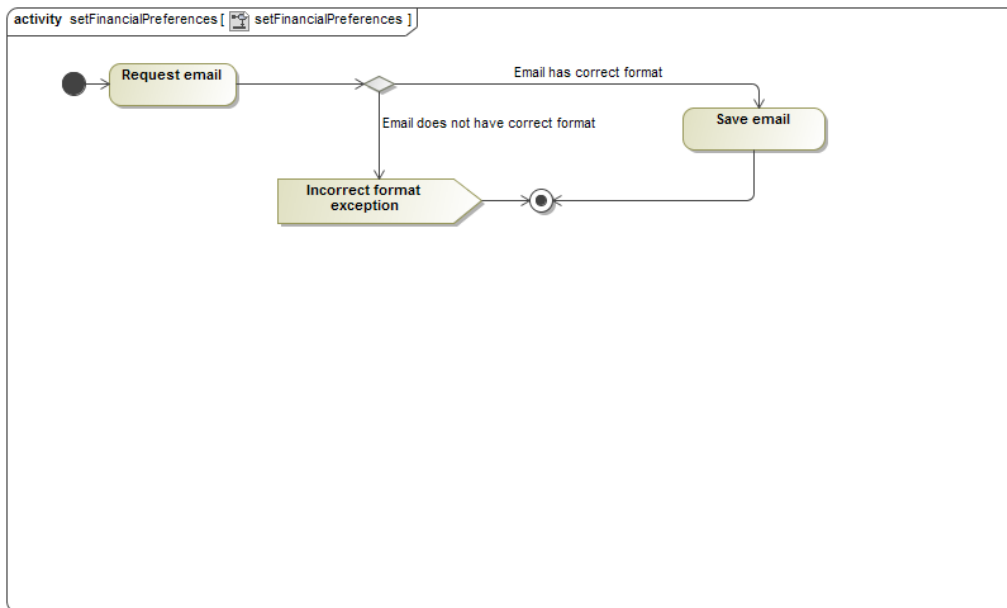 activity setFinancialPreferences [ setFinancialPreferences ]
Request email
Email has correct format
Save email
Email does not have correct format
Incorrect format
exception